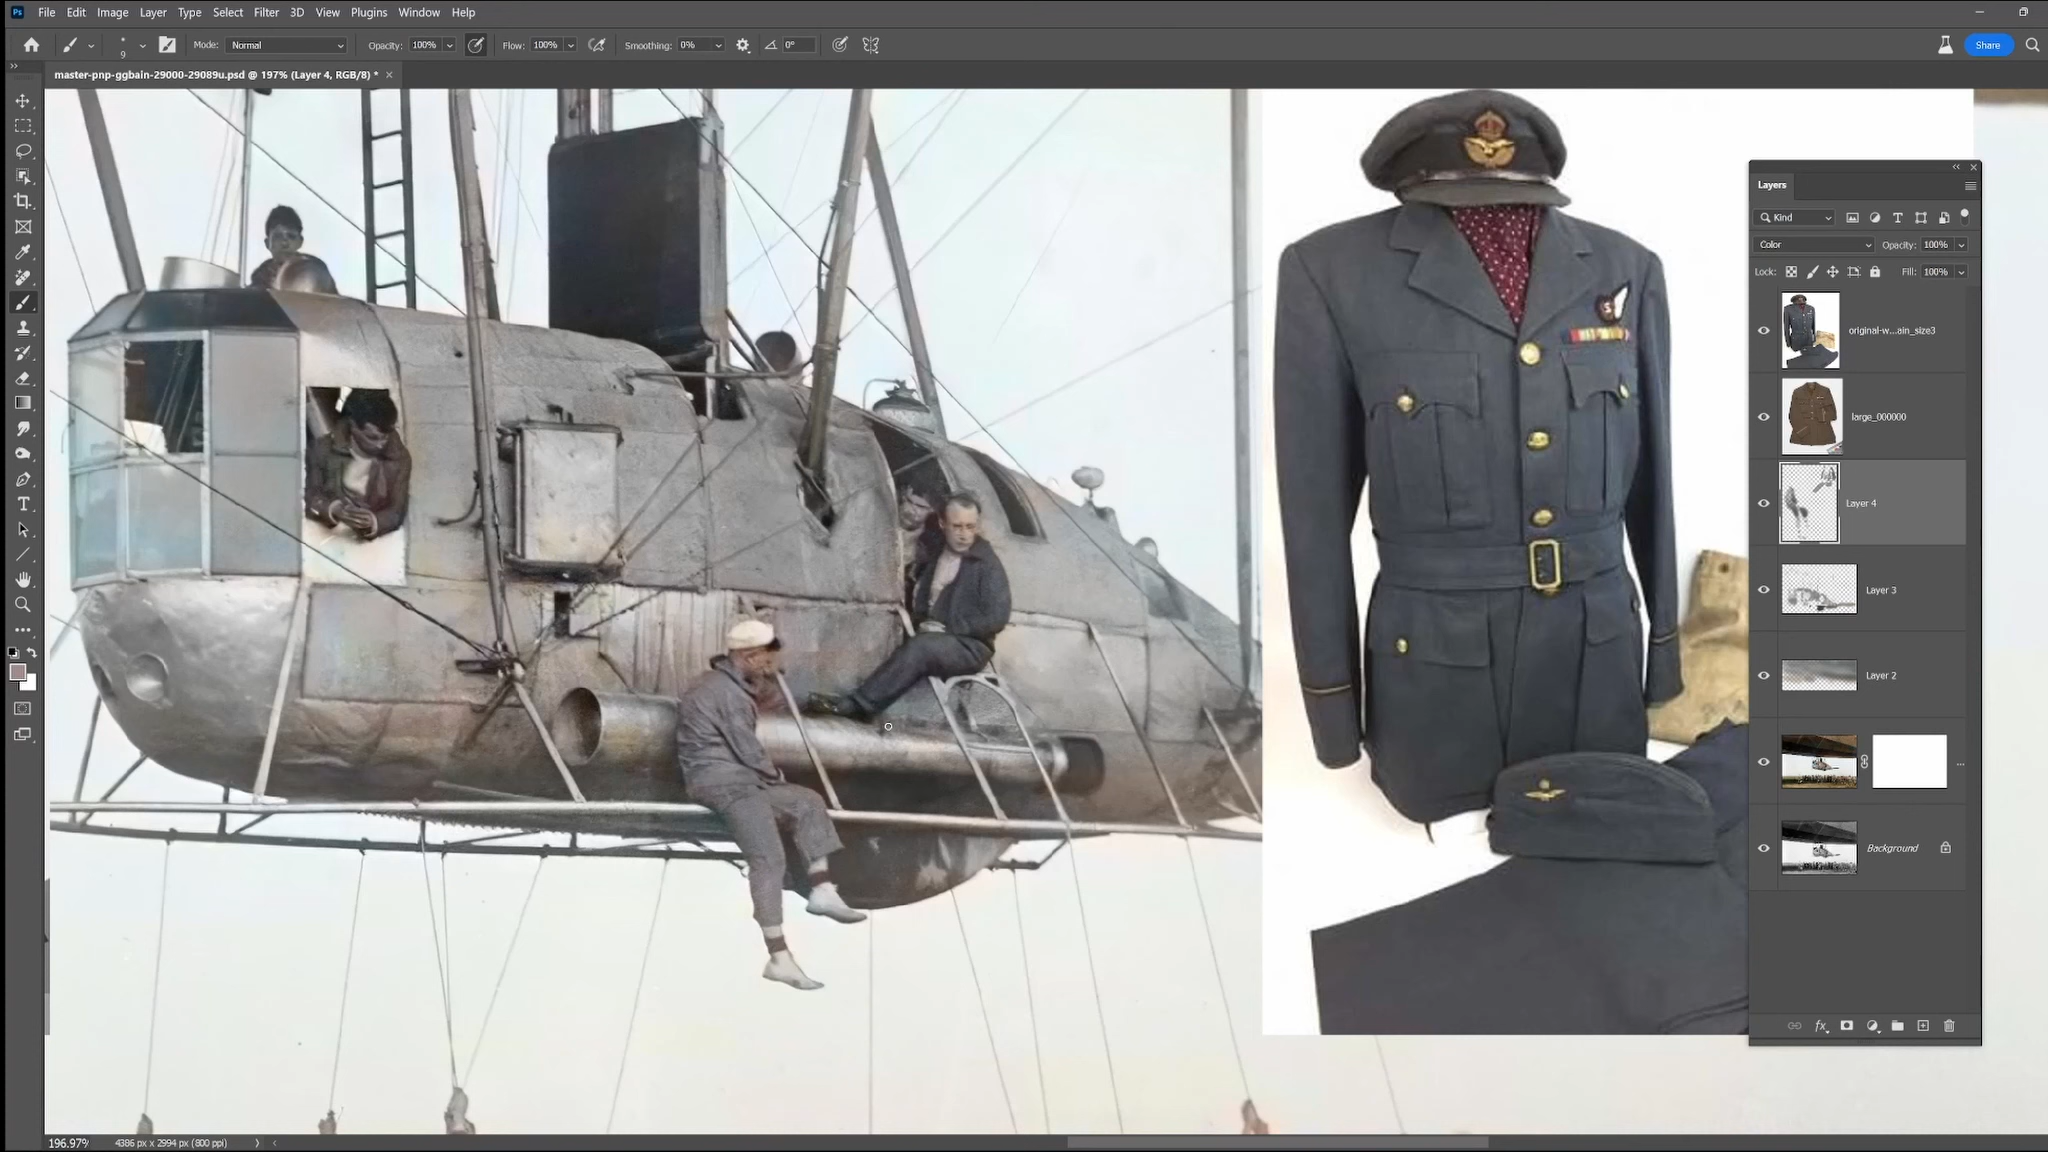 Ps File Edit Image Layer Type Select Filter 3D View Plugins Window Help
9 Mode: Normal Opacity: 100% Flow: 100% Smoothing: 0% 0° Share
master-pnp-ggbain-29000-29089u.psd @ 197% (Layer 4, RGB/8) *
Layers
Kind
Color Opacity: 100%
Lock: Fill: 100%
original-w...ain_size3
large_000000
Layer 4
Layer 3
Layer 2
Background
fx
196.97% 4386 px x 2994 px (800 ppi)